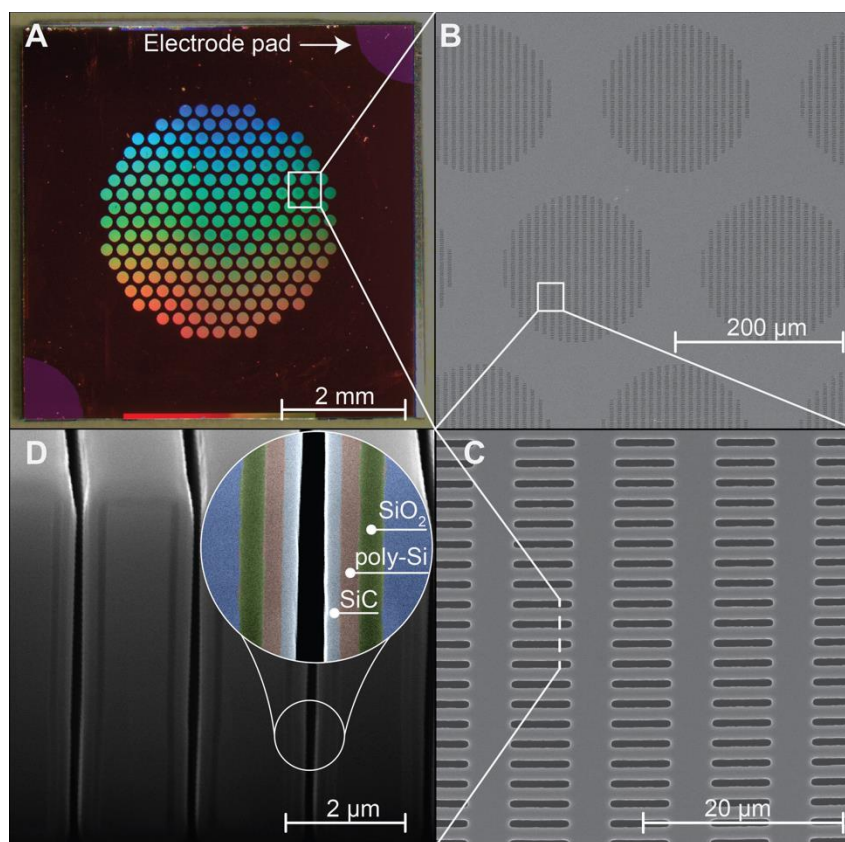 A
Electrode pad
2 mm
B
200 µm
D
SiO₂
poly-Si
SiC
2 µm
C
20 µm